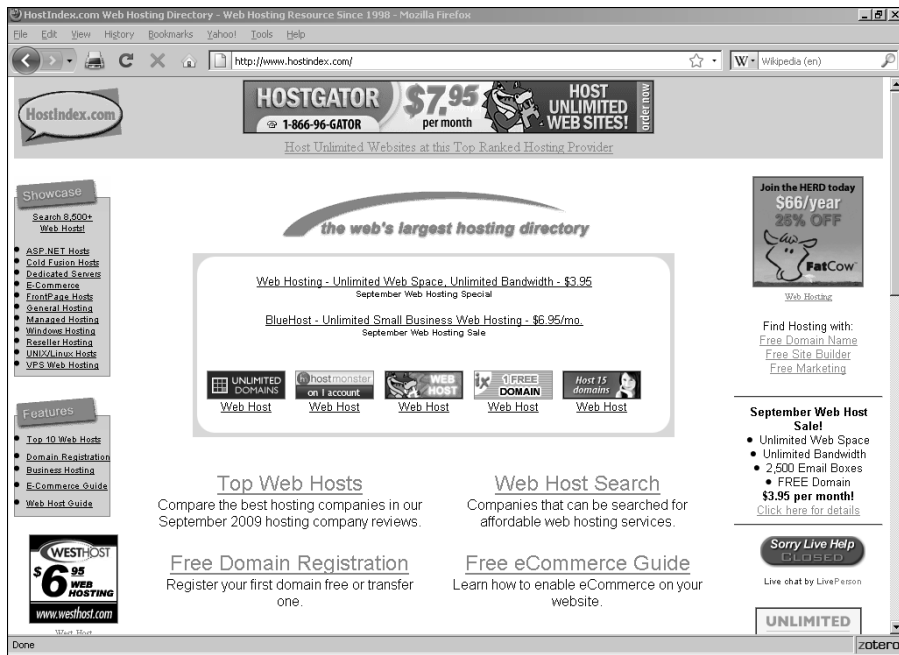 HostIndex.com Web Hosting Directory - Web Hosting Resource Since 1998 - Mozilla Firefox
File Edit View History Bookmarks Yahoo! Tools Help
http://www.hostindex.com/
W Wikipedia (en)
HostIndex.com
HOSTGATOR
1-866-96-GATOR
$7.95
per month
HOST
UNLIMITED
WEB SITES!
order now
Host Unlimited Websites at this Top Ranked Hosting Provider
Showcase
Search 8,500+
Web Hosts!
ASP.NET Hosts
Cold Fusion Hosts
Dedicated Servers
E-Commerce
FrontPage Hosts
General Hosting
Managed Hosting
Windows Hosting
Reseller Hosting
UNIX/Linux Hosts
VPS Web Hosting
Features
Top 10 Web Hosts
Domain Registration
Business Hosting
E-Commerce Guide
Web Host Guide
WESTHOST
$6.95
WEB
HOSTING
www.westhost.com
West Host
the web's largest hosting directory
Web Hosting - Unlimited Web Space, Unlimited Bandwidth - $3.95
September Web Hosting Special
BlueHost - Unlimited Small Business Web Hosting - $6.95/mo.
September Web Hosting Sale
UNLIMITED
DOMAINS
Web Host
hostmonster
on 1 account
Web Host
WEB
HOST
Web Host
ix 1 FREE
DOMAIN
Web Host
Host 15
domains
Web Host
Top Web Hosts
Compare the best hosting companies in our
September 2009 hosting company reviews.
Web Host Search
Companies that can be searched for
affordable web hosting services.
Free Domain Registration
Register your first domain free or transfer
one.
Free eCommerce Guide
Learn how to enable eCommerce on your
website.
Join the HERD today
$66/year
25% OFF
FatCow
Web Hosting
Find Hosting with:
Free Domain Name
Free Site Builder
Free Marketing
September Web Host
Sale!
Unlimited Web Space
Unlimited Bandwidth
2,500 Email Boxes
FREE Domain
$3.95 per month!
Click here for details
Sorry Live Help
CLOSED
Live chat by LivePerson
UNLIMITED
Done
zotero